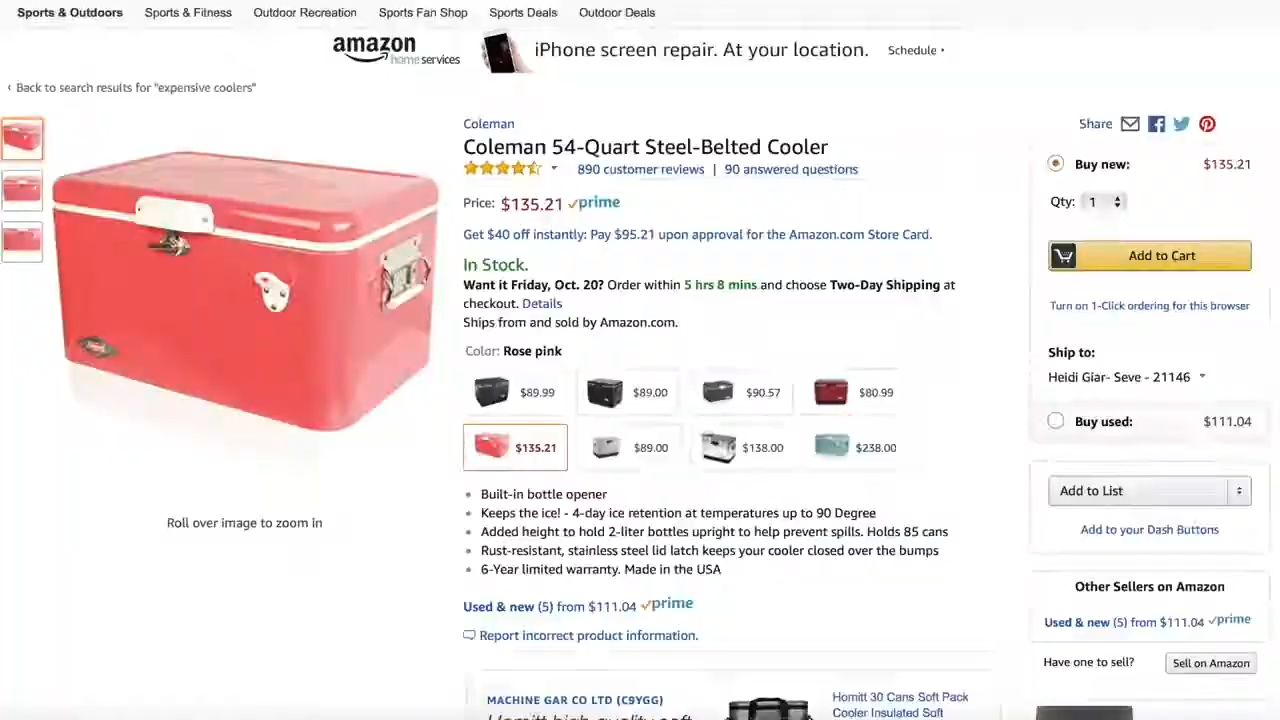 Sports & Outdoors Sports & Fitness Outdoor Recreation Sports Fan Shop Sports Deals Outdoor Deals
amazon
home services
iPhone screen repair. At your location. Schedule
‹ Back to search results for "expensive coolers"
Coleman
Coleman 54-Quart Steel-Belted Cooler
890 customer reviews | 90 answered questions
Price: $135.21 prime
Get $40 off instantly: Pay $95.21 upon approval for the Amazon.com Store Card.
In Stock.
Want it Friday, Oct. 20? Order within 5 hrs 8 mins and choose Two-Day Shipping at
checkout. Details
Ships from and sold by Amazon.com.
Color: Rose pink
$89.99 $89.00 $90.57 $80.99
$135.21 $89.00 $138.00 $238.00
Built-in bottle opener
Keeps the ice! - 4-day ice retention at temperatures up to 90 Degree
Added height to hold 2-liter bottles upright to help prevent spills. Holds 85 cans
Rust-resistant, stainless steel lid latch keeps your cooler closed over the bumps
6-Year limited warranty. Made in the USA
Used & new (5) from $111.04 prime
Report incorrect product information.
Roll over image to zoom in
MACHINE GAR CO LTD (C9YGG)
Homitt 30 Cans Soft Pack
Cooler Insulated Soft
Share
Buy new: $135.21
Qty: 1
Add to Cart
Turn on 1-Click ordering for this browser
Ship to:
Heidi Giar- Seve - 21146
Buy used: $111.04
Add to List
Add to your Dash Buttons
Other Sellers on Amazon
Used & new (5) from $111.04 prime
Have one to sell? Sell on Amazon